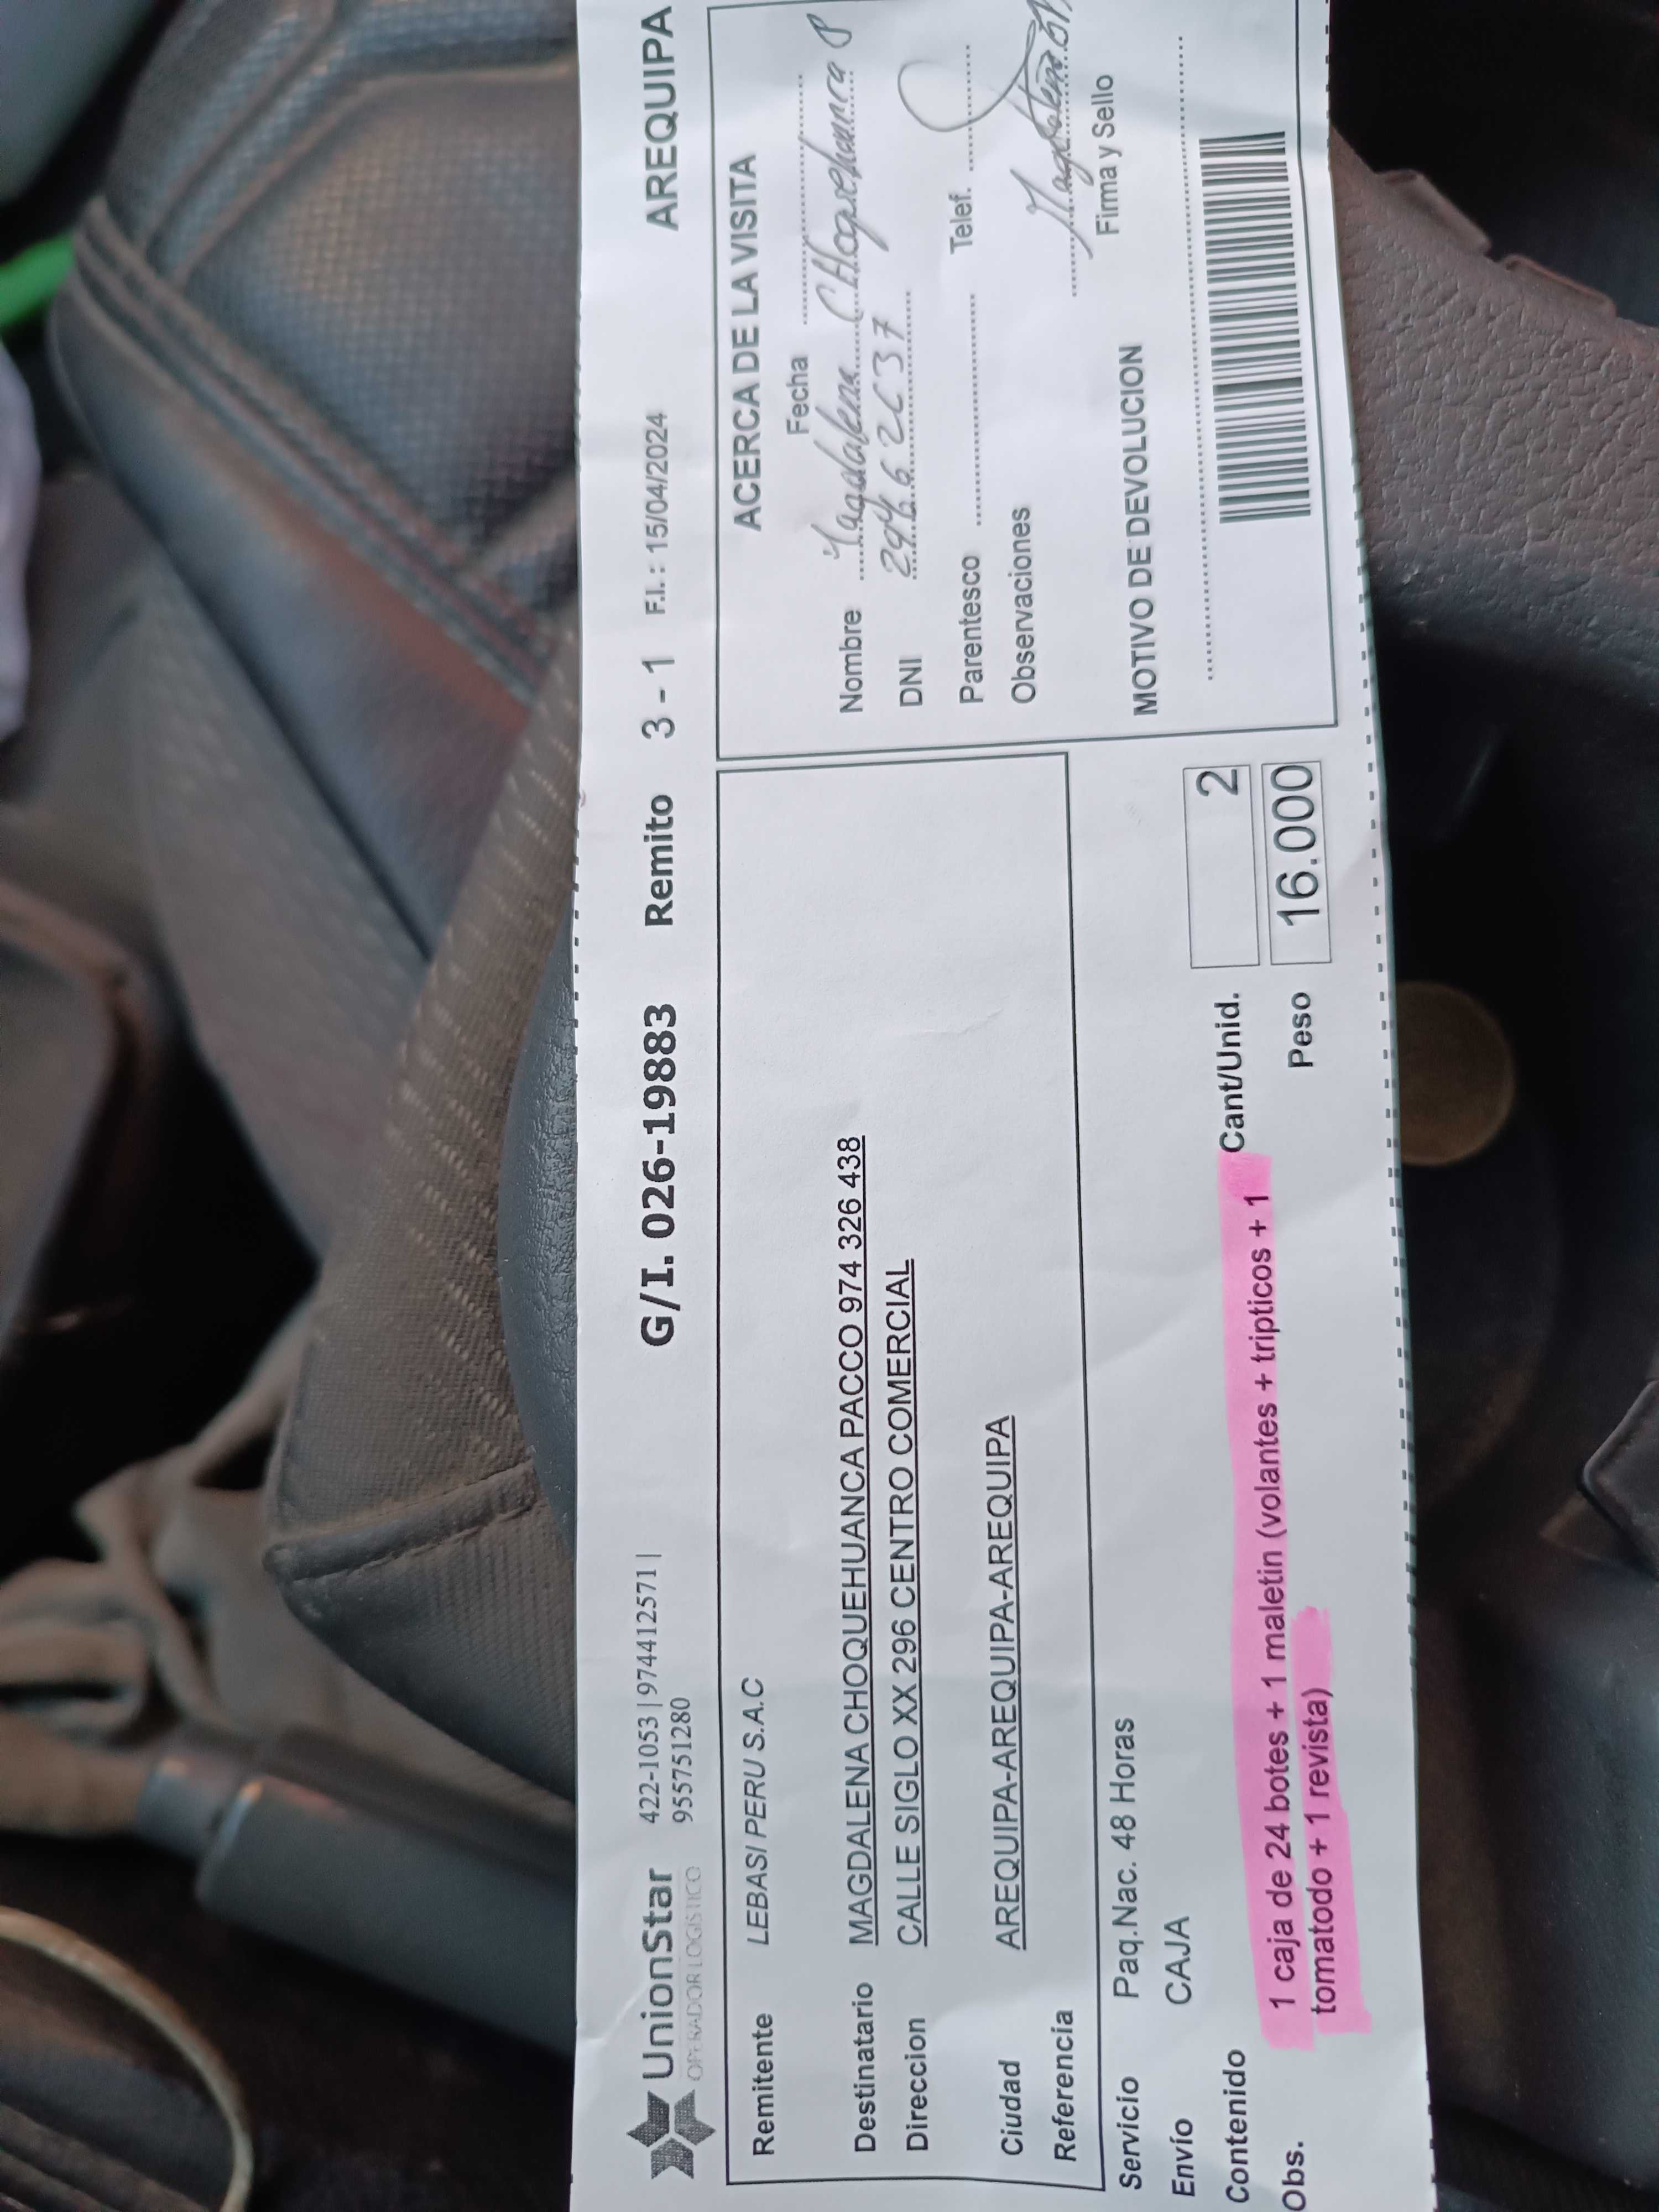 UnionStar
OPERADOR LOGISTICO
422-1053 | 974412571 |
955751280
G/I. 026-19883 Remito 3 - 1 F.I. : 15/04/2024 AREQUIPA
Remitente LEBASI PERU S.A.C
Destinatario MAGDALENA CHOQUEHUANCA PACCO 974 326 438
Direccion CALLE SIGLO XX 296 CENTRO COMERCIAL
Ciudad AREQUIPA-AREQUIPA-AREQUIPA
Referencia
Servicio Paq.Nac. 48 Horas
Envío CAJA
Contenido
Obs.
1 caja de 24 botes + 1 maletin (volantes + tripticos + 1
tomatodo + 1 revista)
Cant/Unid. 2
Peso 16.000
ACERCA DE LA VISITA
Fecha
Nombre Magdalena CHoquehuanca P
DNI
Parentesco Telef.
Observaciones
Firma y Sello
MOTIVO DE DEVOLUCION